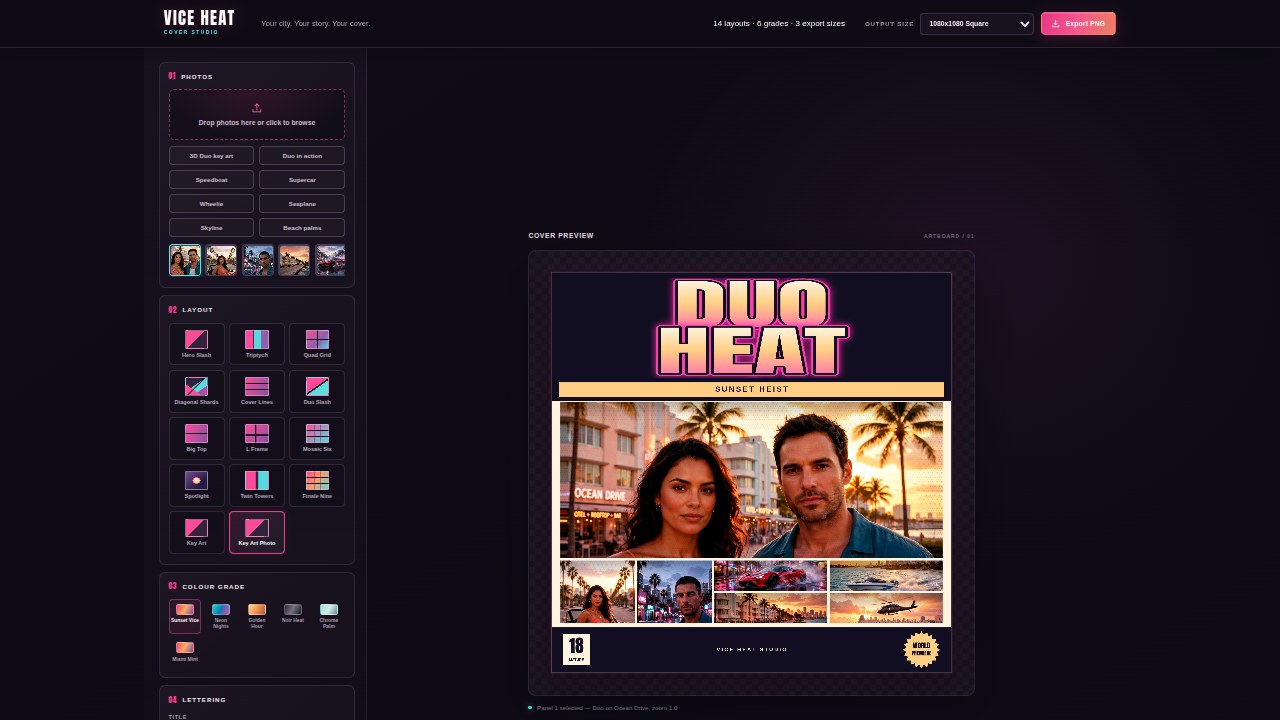 VICE HEAT
COVER STUDIO
Your city. Your story. Your cover.
14 layouts · 6 grades · 3 export sizes
OUTPUT SIZE
1080x1080 Square
Export PNG
01 PHOTOS
Drop photos here or click to browse
3D Duo key art
Duo in action
Speedboat
Supercar
Wheelie
Seaplane
Skyline
Beach palms
02 LAYOUT
Hero Slash
Triptych
Quad Grid
Diagonal Shards
Cover Lines
Duo Slash
Big Top
L Frame
Mosaic Six
Spotlight
Twin Towers
Finale Nine
Key Art
Key Art Photo
03 COLOUR GRADE
Sunset Vice
Neon Nights
Golden Hour
Noir Heat
Chrome Palm
Miami Mint
04 LETTERING
TITLE
COVER PREVIEW
ARTBOARD / 01
DUO
HEAT
SUNSET HEIST
OCEAN DRIVE
HOTEL • ROOFTOP • BAR
18
VICE HEAT STUDIO
WORLD
PREMIERE
Panel 1 selected — Duo on Ocean Drive, zoom 1.0